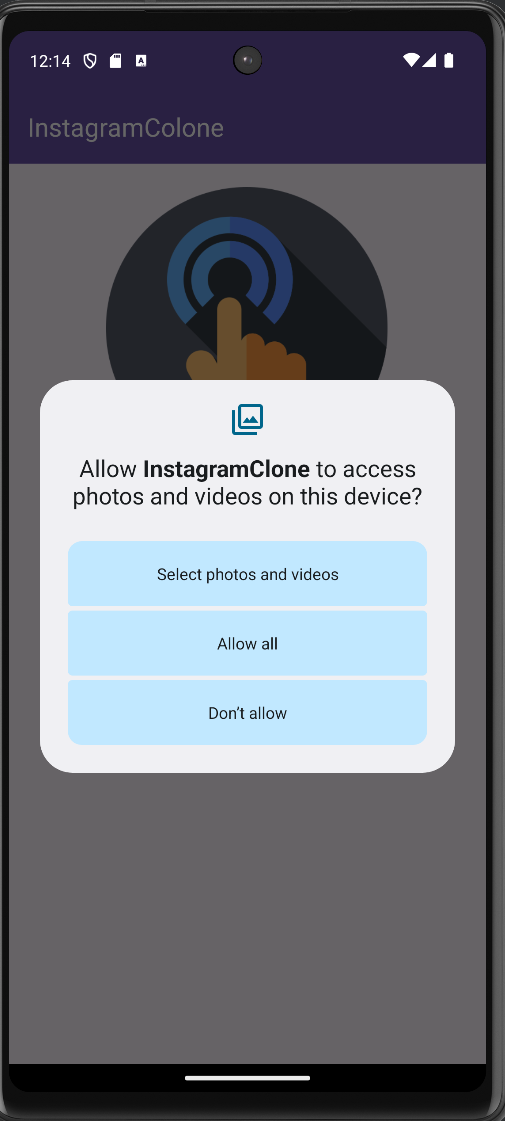 12:14
InstagramColone
Allow InstagramClone to access
photos and videos on this device?
Select photos and videos
Allow all
Don't allow